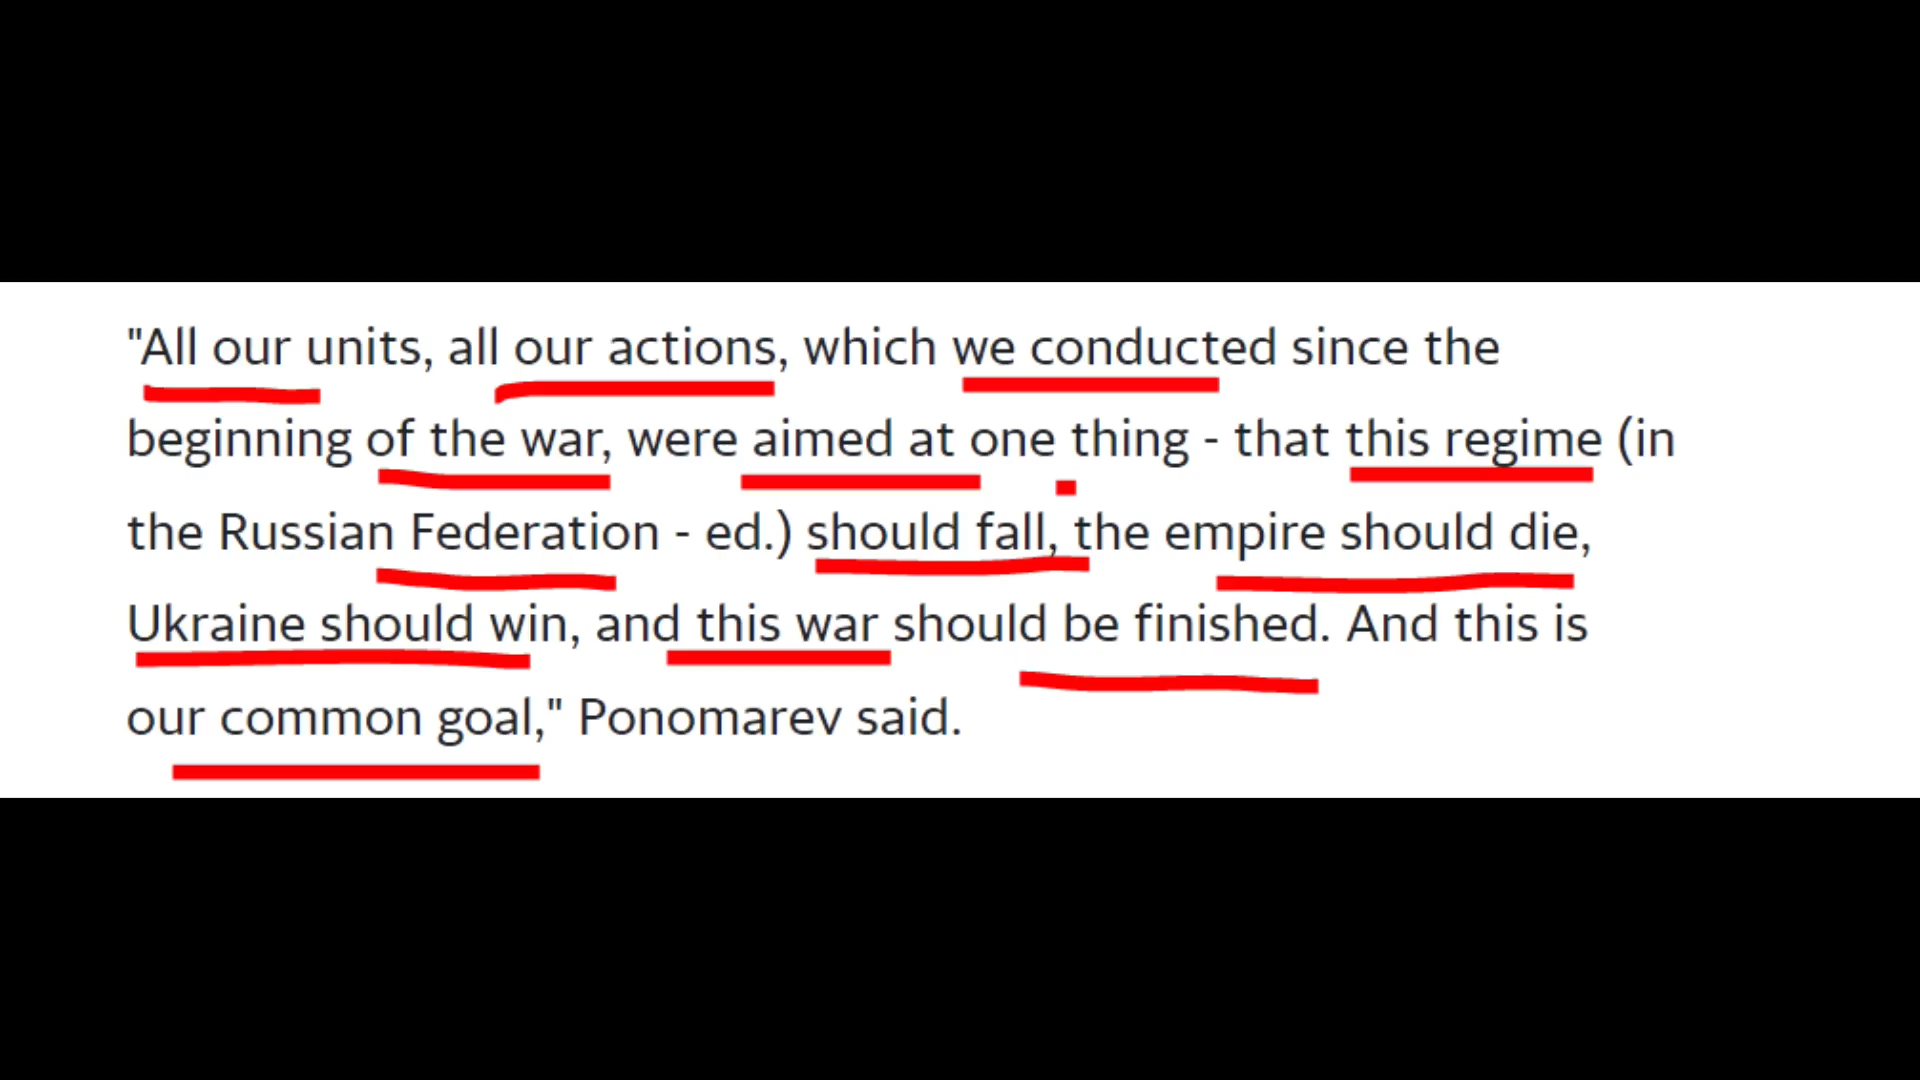 "All our units, all our actions, which we conducted since the
beginning of the war, were aimed at one thing - that this regime (in
the Russian Federation - ed.) should fall, the empire should die,
Ukraine should win, and this war should be finished. And this is
our common goal," Ponomarev said.